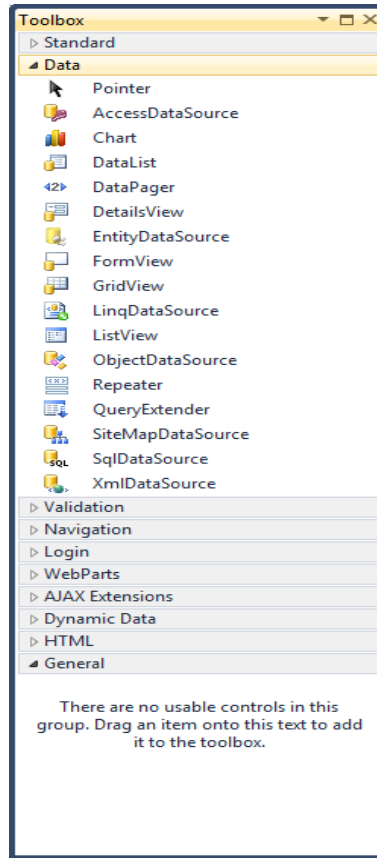 Toolbox
Standard
Data
Pointer
AccessDataSource
Chart
DataList
<2>
DataPager
DetailsView
EntityDataSource
FormView
GridView
LinqDataSource
ListView
ObjectDataSource
Repeater
QueryExtender
SiteMapDataSource
SQL SqlDataSource
XmlDataSource
Validation
Navigation
Login
WebParts
AJAX Extensions
Dynamic Data
HTML
General
There are no usable controls in this
group. Drag an item onto this text to add
it to the toolbox.